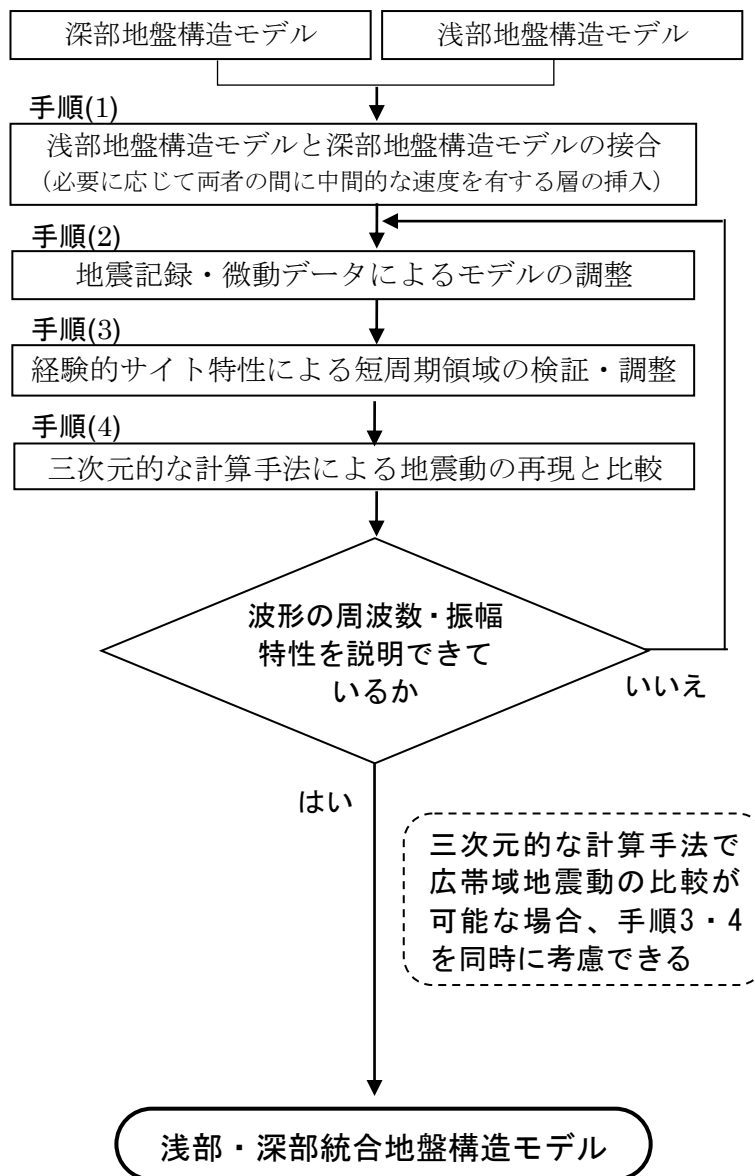 深部地盤構造モデル
浅部地盤構造モデル
手順(1)
浅部地盤構造モデルと深部地盤構造モデルの接合
（必要に応じて両者の間に中間的な速度を有する層の挿入）
手順(2)
地震記録・微動データによるモデルの調整
手順(3)
経験的サイト特性による短周期領域の検証・調整
手順(4)
三次元的な計算手法による地震動の再現と比較
波形の周波数・振幅
特性を説明できて
いるか
いいえ
はい
三次元的な計算手法で
広帯域地震動の比較が
可能な場合、手順3・4
を同時に考慮できる
浅部・深部統合地盤構造モデル